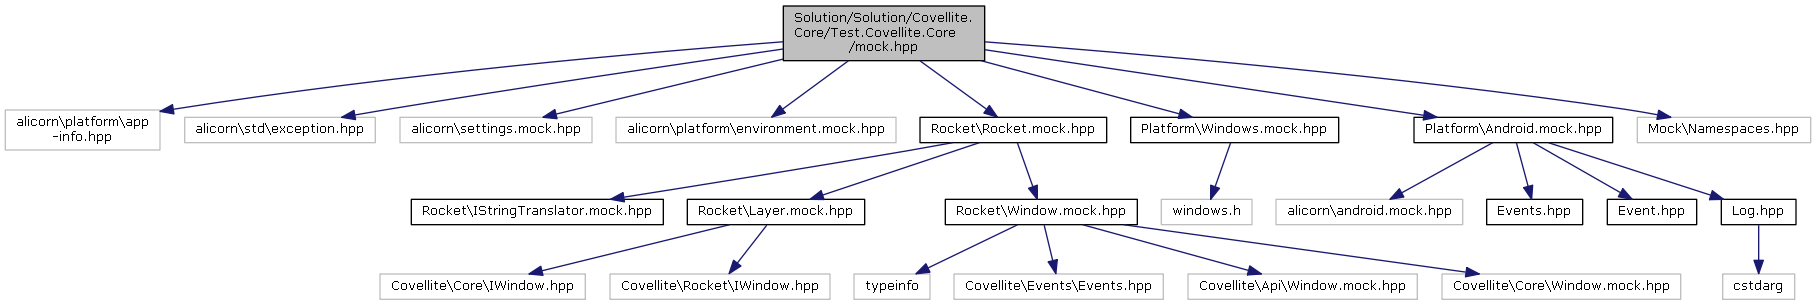 Solution/Solution/Covellite.
Core/Test.Covellite.Core
/mock.hpp
alicorn\platform\app
-info.hpp
alicorn\std\exception.hpp
alicorn\settings.mock.hpp
alicorn\platform\environment.mock.hpp
Rocket\Rocket.mock.hpp
Platform\Windows.mock.hpp
Platform\Android.mock.hpp
Mock\Namespaces.hpp
Rocket\IStringTranslator.mock.hpp
Rocket\Layer.mock.hpp
Rocket\Window.mock.hpp
windows.h
alicorn\android.mock.hpp
Events.hpp
Event.hpp
Log.hpp
Covellite\Core\IWindow.hpp
Covellite\Rocket\IWindow.hpp
typeinfo
Covellite\Events\Events.hpp
Covellite\Api\Window.mock.hpp
Covellite\Core\Window.mock.hpp
cstdarg